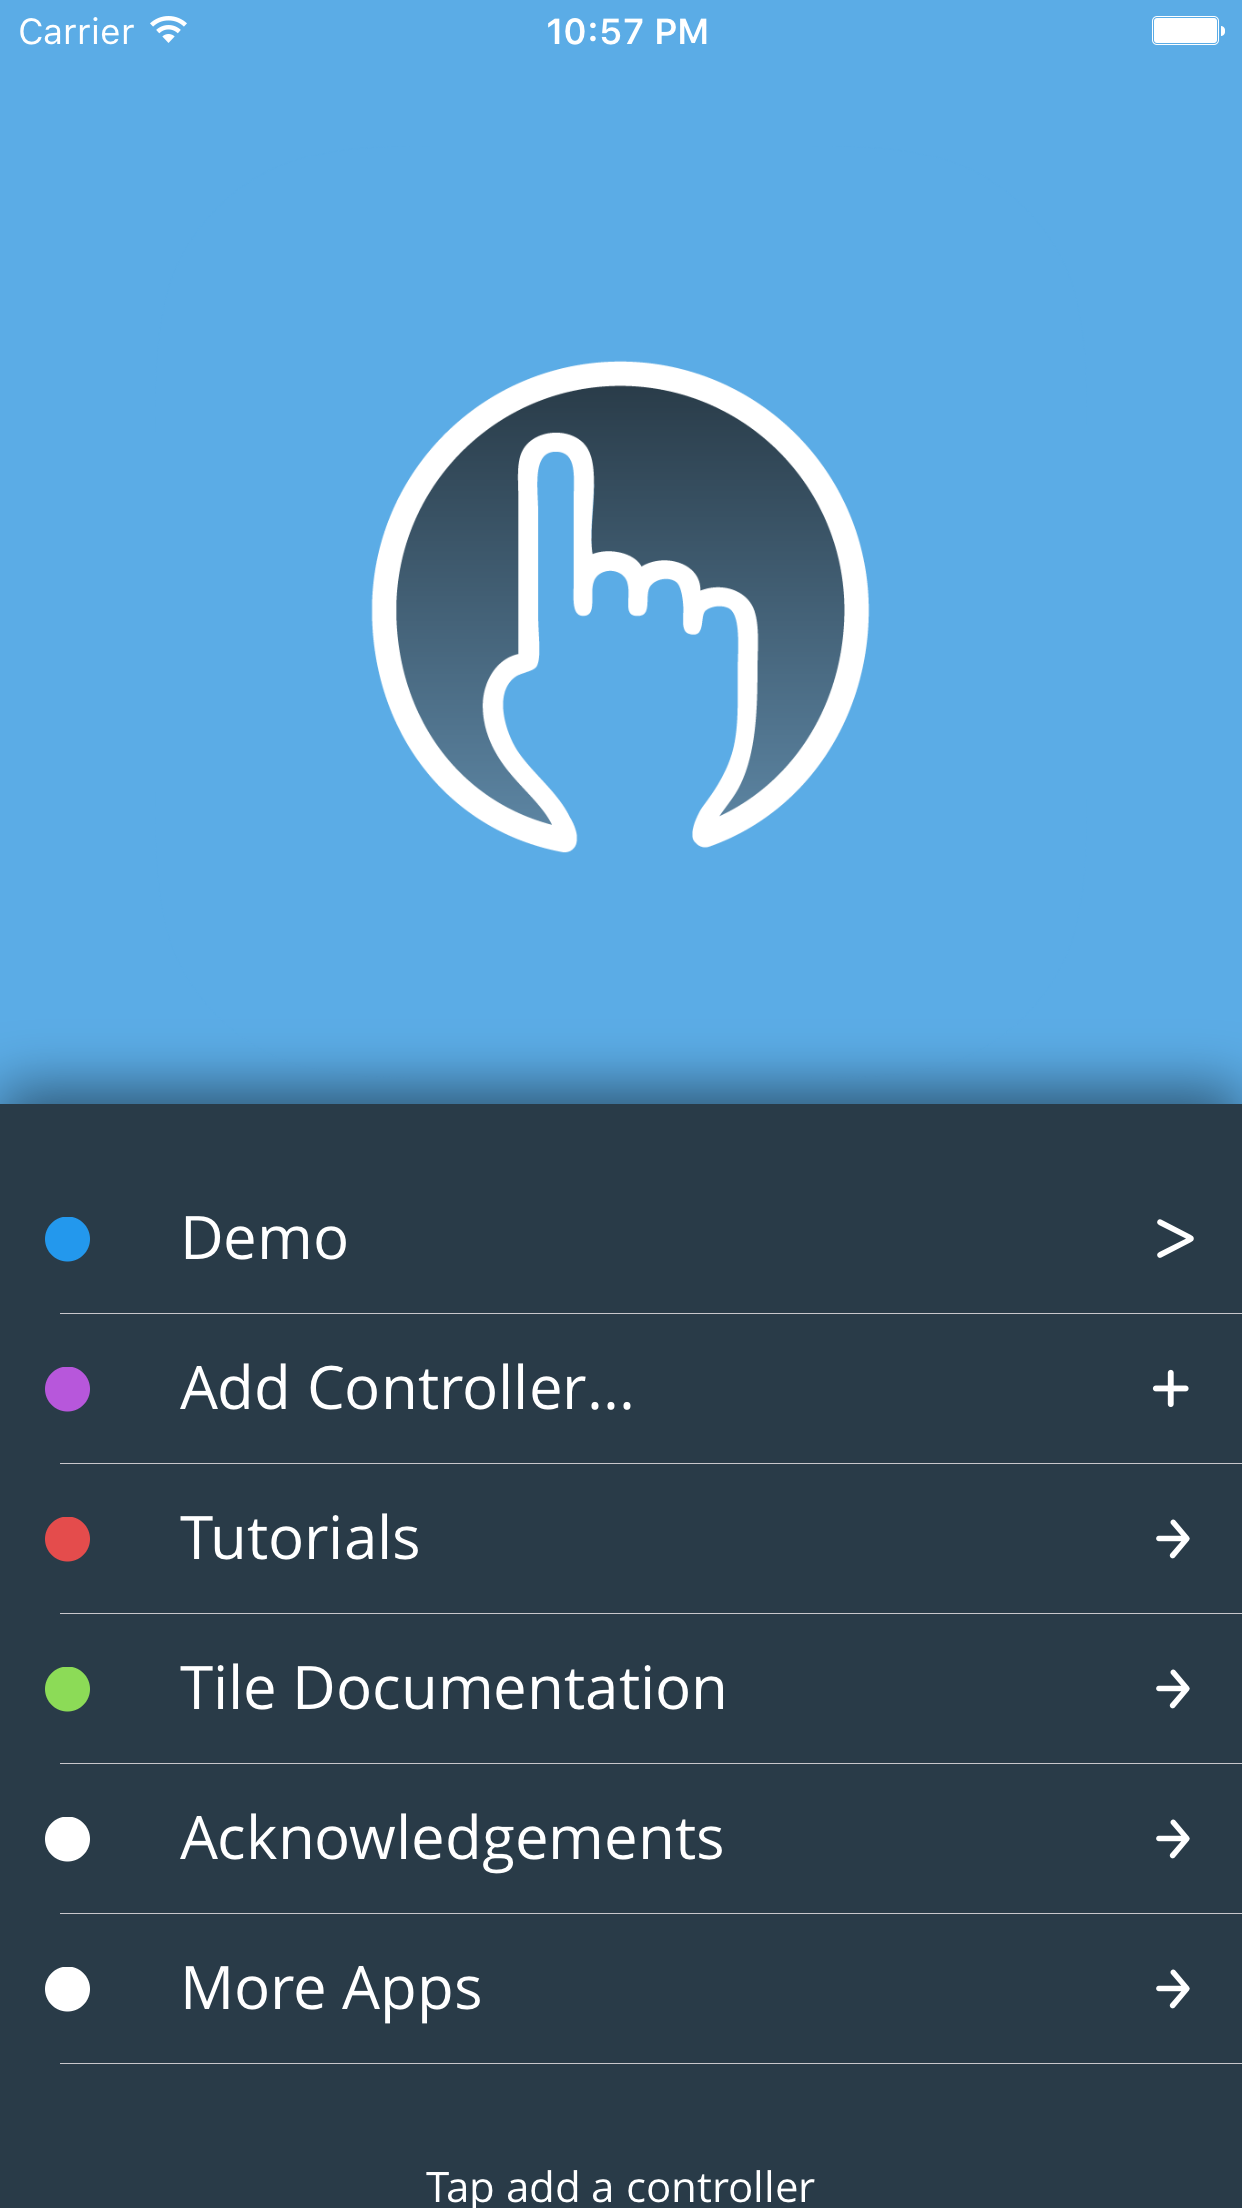 Carrier 10:57 PM
Demo
Add Controller...
Tutorials
Tile Documentation
Acknowledgements
More Apps
Tap add a controller